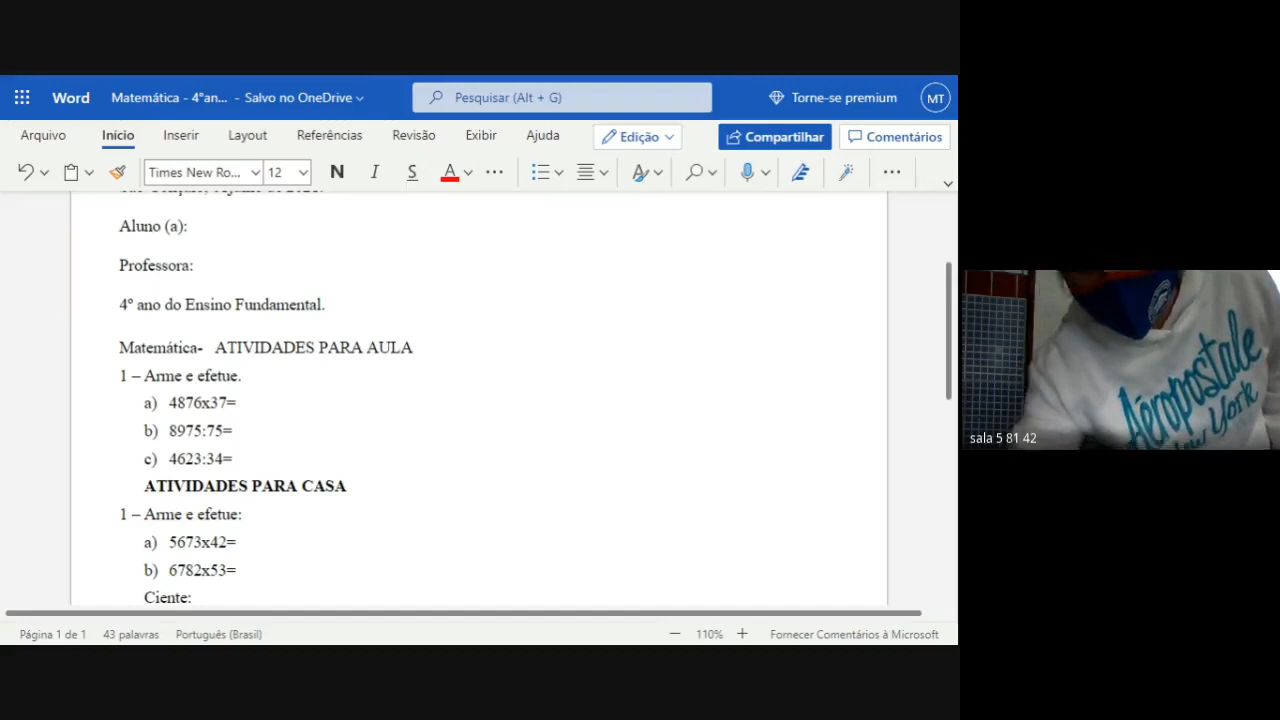 Word Matemática - 4°an... - Salvo no OneDrive Pesquisar (Alt + G) Torne-se premium MT
Arquivo Início Inserir Layout Referências Revisão Exibir Ajuda Edição Compartilhar Comentários
Times New Ro... 12 N I S A
Aluno (a):
Professora:
4º ano do Ensino Fundamental.
Matemática- ATIVIDADES PARA AULA
1 – Arme e efetue.
a) 4876x37=
b) 8975:75=
c) 4623:34=
ATIVIDADES PARA CASA
1 – Arme e efetue:
a) 5673x42=
b) 6782x53=
Ciente:
Página 1 de 1 43 palavras Português (Brasil) 110% Fornecer Comentários à Microsoft
Aéropostale
New York
sala 5 81 42